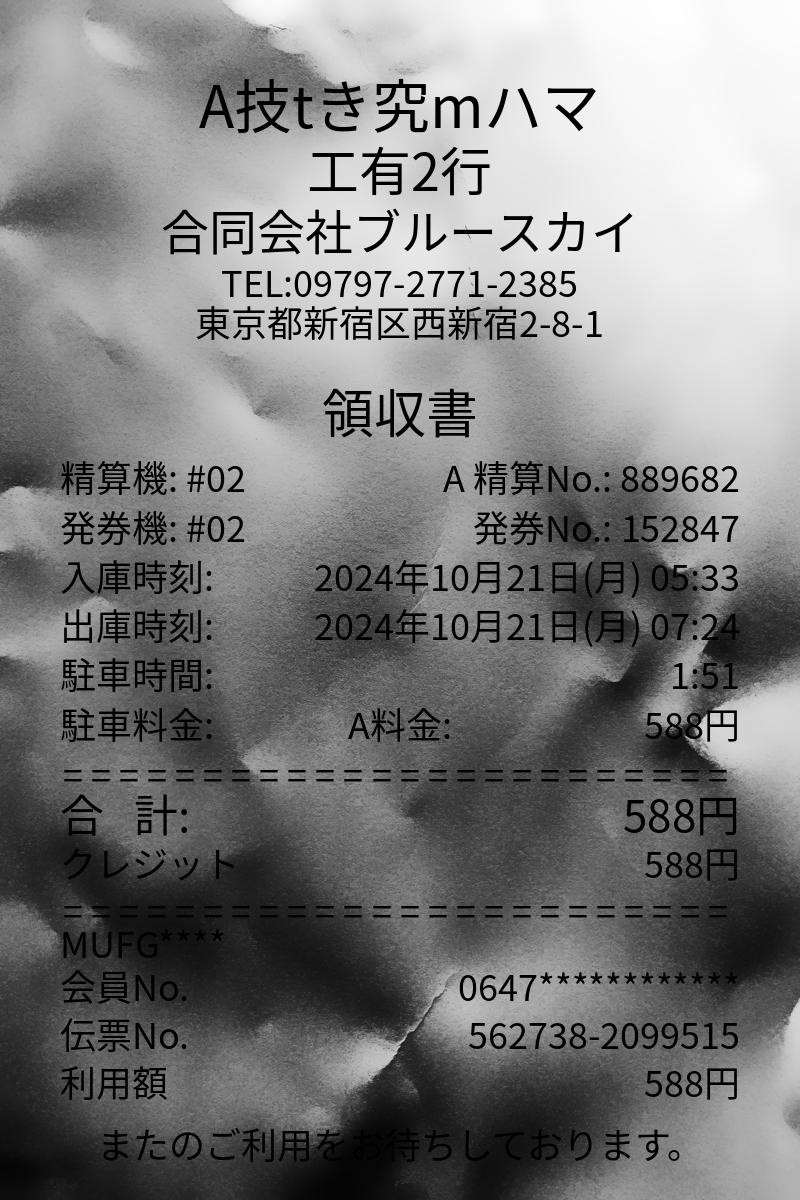 A技tき究mハマ
工有2行
合同会社ブルースカイ
TEL:09797-2771-2385
東京都新宿区西新宿2-8-1
領収書
精算機: #02 A 精算No.: 889682
発券機: #02 発券No.: 152847
入庫時刻: 2024年10月21日(月) 05:33
出庫時刻: 2024年10月21日(月) 07:24
駐車時間: 1:51
駐車料金: A料金: 588円
========================
合 計: 588円
クレジット 588円
========================
MUFG****
会員No. 0647************
伝票No. 562738-2099515
利用額 588円
またのご利用をお待ちしております。